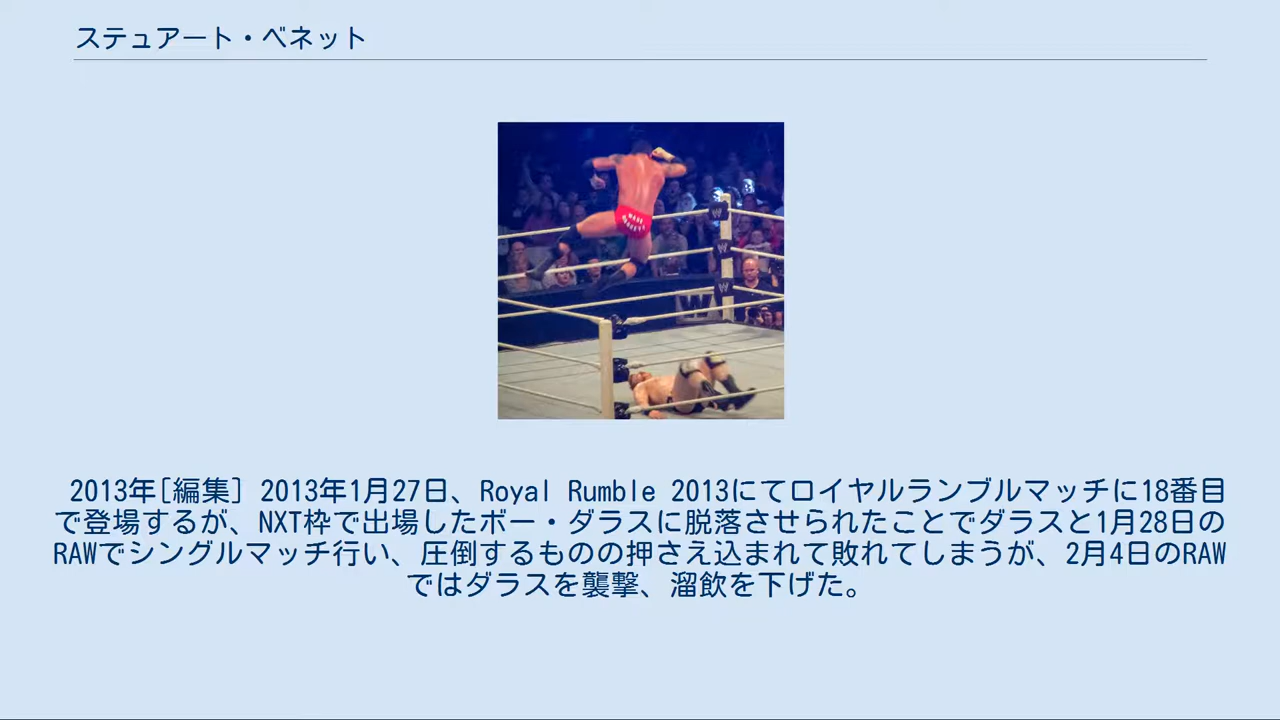 ステュアート・ベネット
2013年[編集] 2013年1月27日、Royal Rumble 2013にてロイヤルランブルマッチに18番目
で登場するが、NXT枠で出場したボー・ダラスに脱落させられたことでダラスと1月28日の
RAWでシングルマッチ行い、圧倒するものの押さえ込まれて敗れてしまうが、2月4日のRAW
ではダラスを襲撃、溜飲を下げた。